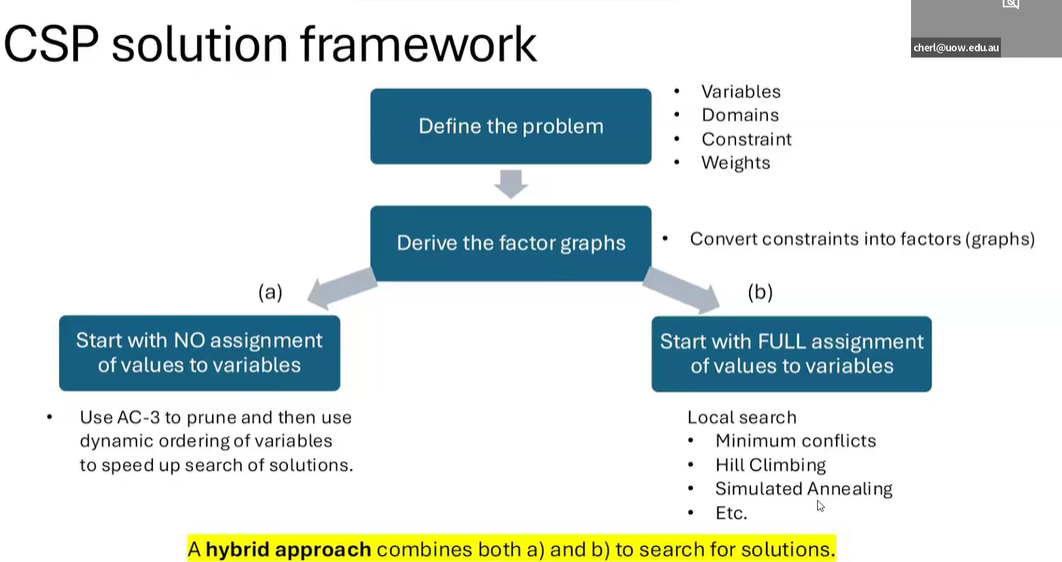 CSP solution framework
cherl@uow.edu.au
Define the problem
• Variables
• Domains
• Constraint
• Weights
Derive the factor graphs
• Convert constraints into factors (graphs)
(a)
(b)
Start with NO assignment
of values to variables
Start with FULL assignment
of values to variables
• Use AC-3 to prune and then use
dynamic ordering of variables
to speed up search of solutions.
Local search
• Minimum conflicts
• Hill Climbing
• Simulated Annealing
• Etc.
A hybrid approach combines both a) and b) to search for solutions.